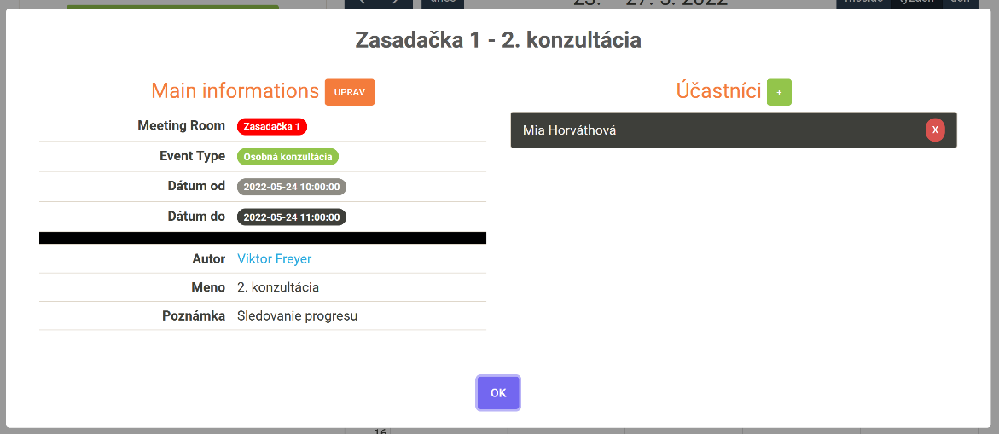 Zasadačka 1 - 2. konzultácia
Main informations UPRAV
Meeting Room Zasadačka 1
Event Type Osobná konzultácia
Dátum od 2022-05-24 10:00:00
Dátum do 2022-05-24 11:00:00
Autor Viktor Freyer
Meno 2. konzultácia
Poznámka Sledovanie progresu
Účastníci +
Mia Horváthová X
OK